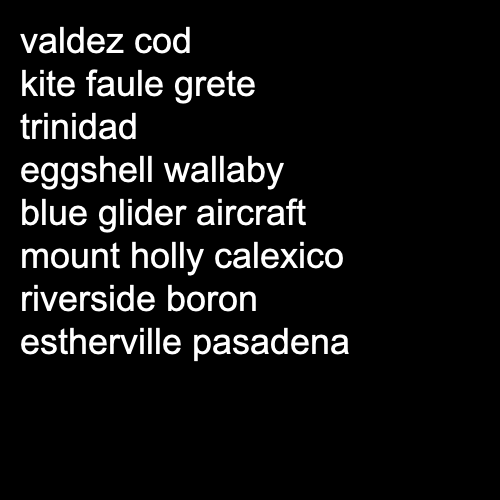 valdez cod
kite faule grete
trinidad
eggshell wallaby
blue glider aircraft
mount holly calexico
riverside boron
estherville pasadena